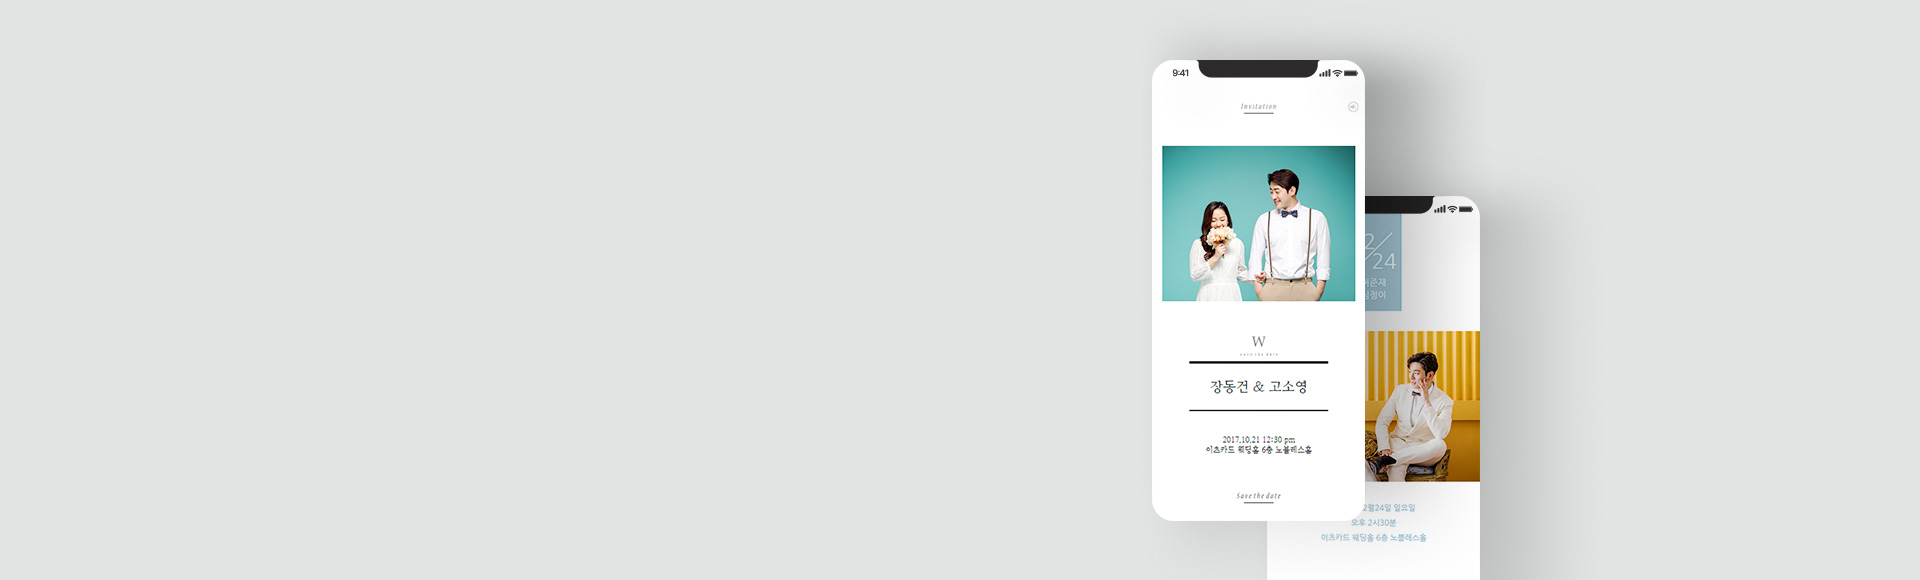 9:41
Invitation
W
save the date
장동건 & 고소영
2017.10.21 12:30 pm
이츠카드 웨딩홀 6층 노블레스홀
Save the date
2/
24
준재
정이
2월24일 일요일
오후 2시30분
이츠카드 웨딩홀 6층 노블레스홀